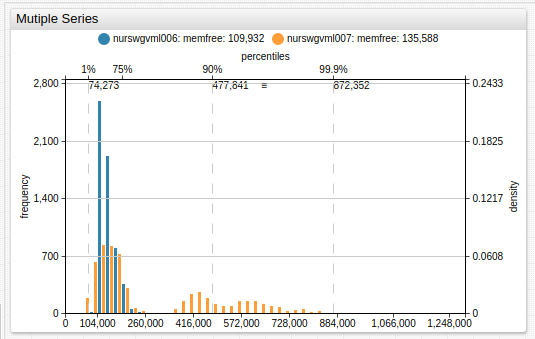 Mutiple Series
nurswgvml006: memfree: 109,932 nurswgvml007: memfree: 135,588
percentiles
1% 75% 90% 99.9%
2,800 74,273 477,641 = 872,352 0.2433
2,100 0.1825
1,400 0.1217
700 0.0608
0 0
frequency
density
0 104,000 260,000 416,000 572,000 728,000 884,000 1,066,000 1,248,000